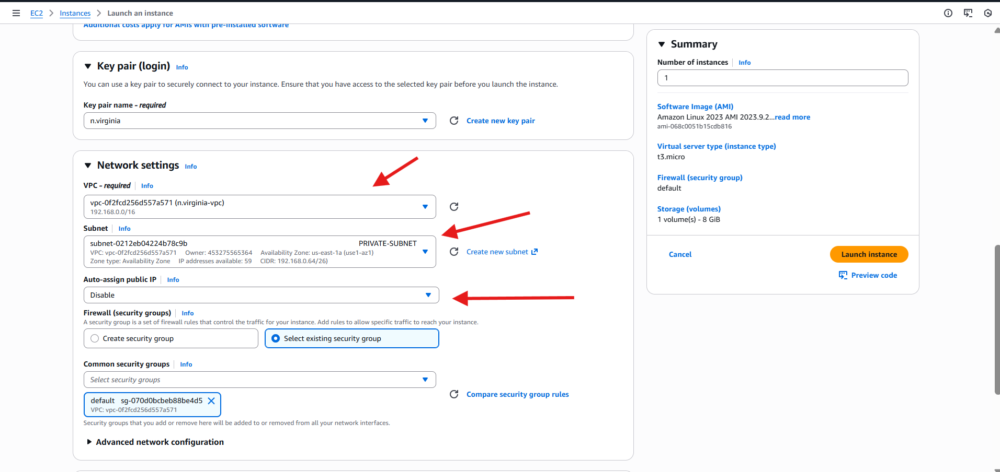 EC2 > Instances > Launch an instance
Additional costs apply for AMIs with pre-installed software
Key pair (login) Info
You can use a key pair to securely connect to your instance. Ensure that you have access to the selected key pair before you launch the instance.
Key pair name - required
n.virginia
Create new key pair
Network settings Info
VPC - required Info
vpc-0f2fcd256d557a571 (n.virginia-vpc)
192.168.0.0/16
Subnet Info
subnet-0212eb04224b78c9b PRIVATE-SUBNET
VPC: vpc-0f2fcd256d557a571 Owner: 453275565364 Availability Zone: us-east-1a (use1-az1)
Zone type: Availability Zone IP addresses available: 59 CIDR: 192.168.0.64/26)
Create new subnet
Auto-assign public IP Info
Disable
Firewall (security groups) Info
A security group is a set of firewall rules that control the traffic for your instance. Add rules to allow specific traffic to reach your instance.
Create security group
Select existing security group
Common security groups Info
Select security groups
default sg-070d0bcbeb88be4d5
VPC: vpc-0f2fcd256d557a571
Compare security group rules
Security groups that you add or remove here will be added to or removed from all your network interfaces.
Advanced network configuration
Summary
Number of instances Info
1
Software Image (AMI)
Amazon Linux 2023 AMI 2023.9.2...read more
ami-068c0051b15cdb816
Virtual server type (instance type)
t3.micro
Firewall (security group)
default
Storage (volumes)
1 volume(s) - 8 GiB
Cancel
Launch instance
Preview code